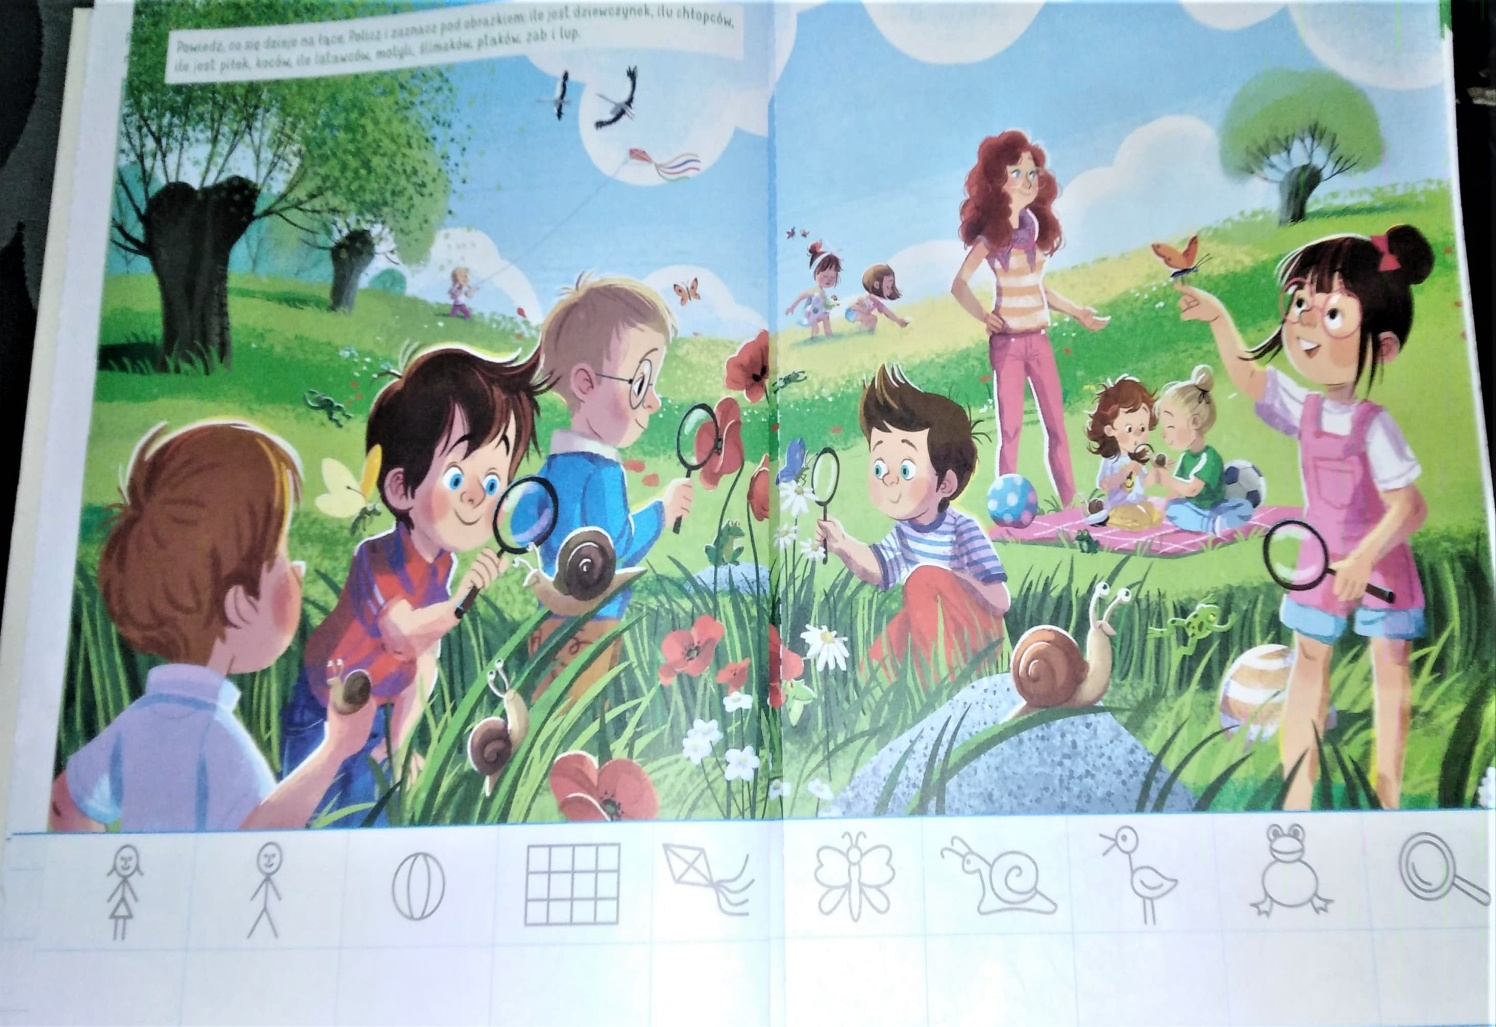 Powiedz, co się dzieje na łące. Policz i zaznacz pod obrazkiem: ile jest dziewczynek, ilu chłopców,
ile jest piłek, koców, ile latawców, motyli, ślimaków, ptaków, żab i lup.